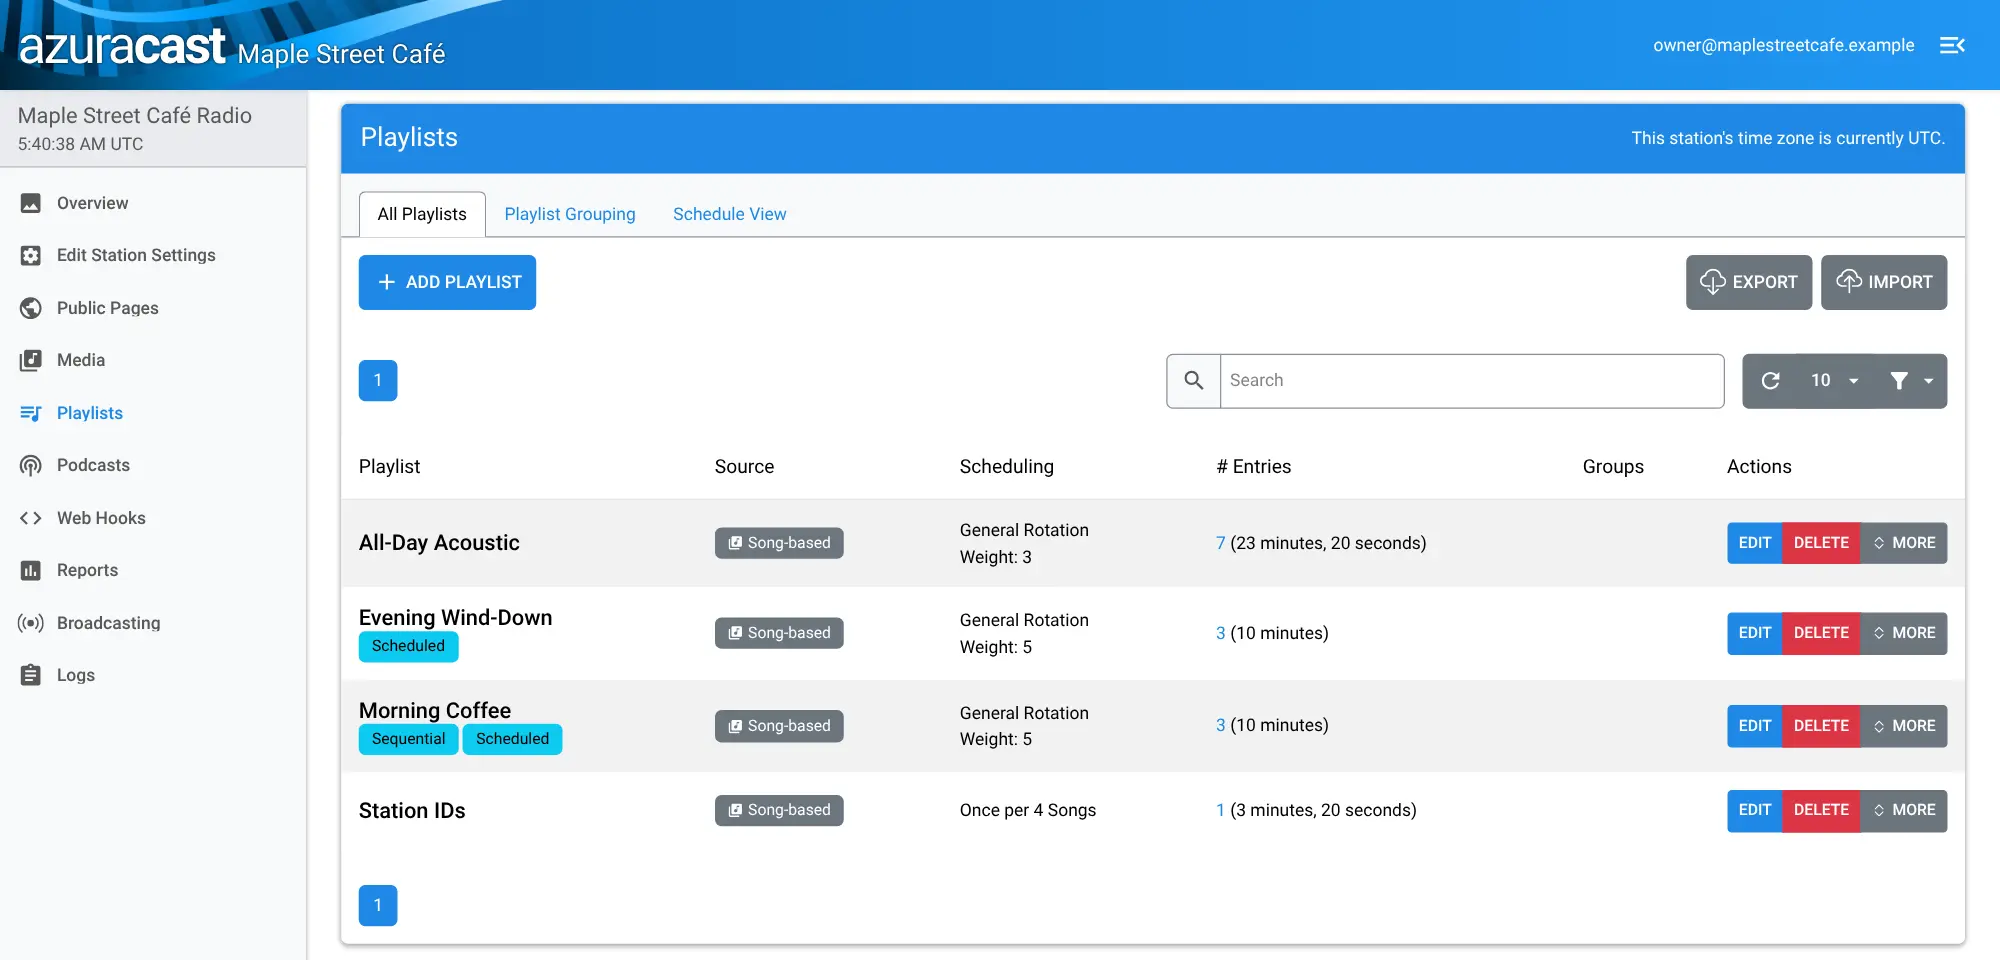 azuracast Maple Street Café
owner@maplestreetcafe.example
Maple Street Café Radio
5:40:38 AM UTC
Overview
Edit Station Settings
Public Pages
Media
Playlists
Podcasts
Web Hooks
Reports
Broadcasting
Logs
Playlists
This station's time zone is currently UTC.
All Playlists Playlist Grouping Schedule View
ADD PLAYLIST
EXPORT IMPORT
1
Search
10
Playlist Source Scheduling # Entries Groups Actions
All-Day Acoustic
Song-based
General Rotation
Weight: 3
7 (23 minutes, 20 seconds)
EDIT DELETE MORE
Evening Wind-Down
Scheduled
Song-based
General Rotation
Weight: 5
3 (10 minutes)
EDIT DELETE MORE
Morning Coffee
Sequential Scheduled
Song-based
General Rotation
Weight: 5
3 (10 minutes)
EDIT DELETE MORE
Station IDs
Song-based
Once per 4 Songs
1 (3 minutes, 20 seconds)
EDIT DELETE MORE
1